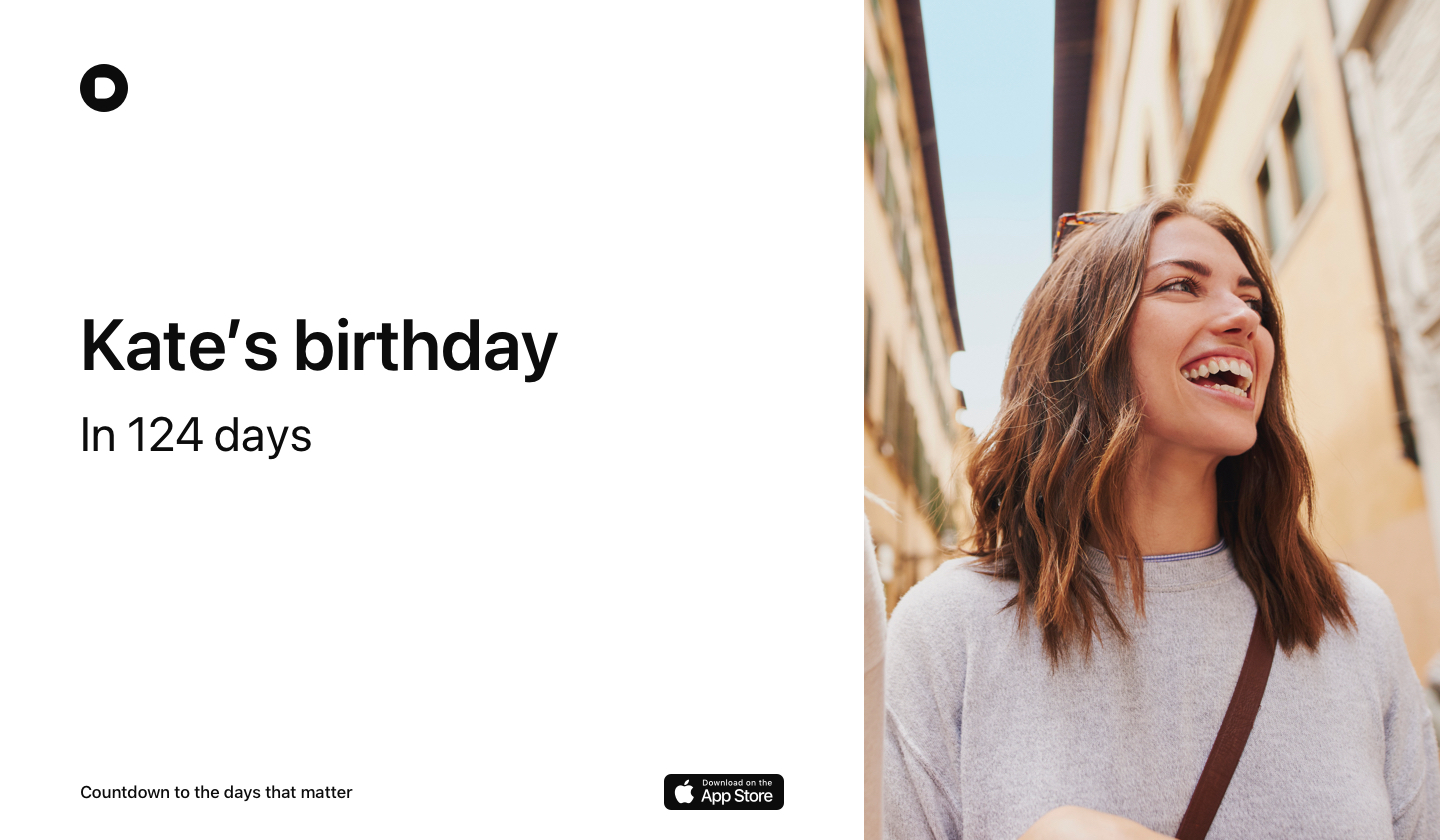 Kate’s birthday
In 124 days
Countdown to the days that matter
Download on the
App Store